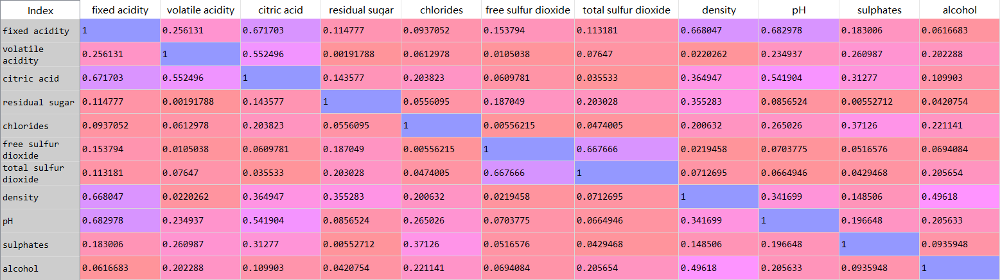 Index fixed acidity volatile acidity citric acid residual sugar chlorides free sulfur dioxide total sulfur dioxide density pH sulphates alcohol
fixed acidity 1 0.256131 0.671703 0.114777 0.0937052 0.153794 0.113181 0.668047 0.682978 0.183006 0.0616683
volatile acidity 0.256131 1 0.552496 0.00191788 0.0612978 0.0105038 0.07647 0.0220262 0.234937 0.260987 0.202288
citric acid 0.671703 0.552496 1 0.143577 0.203823 0.0609781 0.035533 0.364947 0.541904 0.31277 0.109903
residual sugar 0.114777 0.00191788 0.143577 1 0.0556095 0.187049 0.203028 0.355283 0.0856524 0.00552712 0.0420754
chlorides 0.0937052 0.0612978 0.203823 0.0556095 1 0.00556215 0.0474005 0.200632 0.265026 0.37126 0.221141
free sulfur dioxide 0.153794 0.0105038 0.0609781 0.187049 0.00556215 1 0.667666 0.0219458 0.0703775 0.0516576 0.0694084
total sulfur dioxide 0.113181 0.07647 0.035533 0.203028 0.0474005 0.667666 1 0.0712695 0.0664946 0.0429468 0.205654
density 0.668047 0.0220262 0.364947 0.355283 0.200632 0.0219458 0.0712695 1 0.341699 0.148506 0.49618
pH 0.682978 0.234937 0.541904 0.0856524 0.265026 0.0703775 0.0664946 0.341699 1 0.196648 0.205633
sulphates 0.183006 0.260987 0.31277 0.00552712 0.37126 0.0516576 0.0429468 0.148506 0.196648 1 0.0935948
alcohol 0.0616683 0.202288 0.109903 0.0420754 0.221141 0.0694084 0.205654 0.49618 0.205633 0.0935948 1